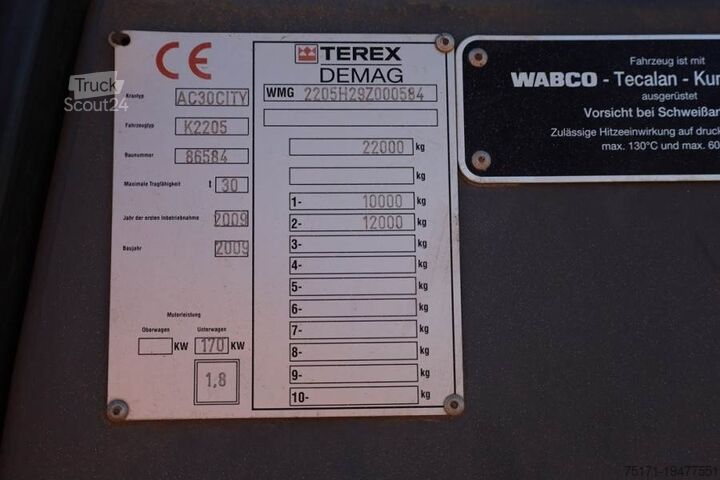 CE
Truck
Scout24
Krantyp AC30CITY
Fahrzeugtyp K2205
Baunummer 86584
Maximale Tragfähigkeit t 30
Jahr der ersten Inbetriebnahme 2009
Baujahr 2009
Motorleistung
Oberwagen Unterwagen
KW 170 KW
1,8
TEREX
DEMAG
WMG 2205H29Z000584
22000 kg
kg
1- 10000 kg
2- 12000 kg
3- kg
4- kg
5- kg
6- kg
7- kg
8- kg
9- kg
10- kg
Fahrzeug ist mit
WABCO - Tecalan - Kun
ausgerüstet
Vorsicht bei Schweißar
Zulässige Hitzeeinwirkung auf druck
max. 130°C und max. 60
75171-19477551